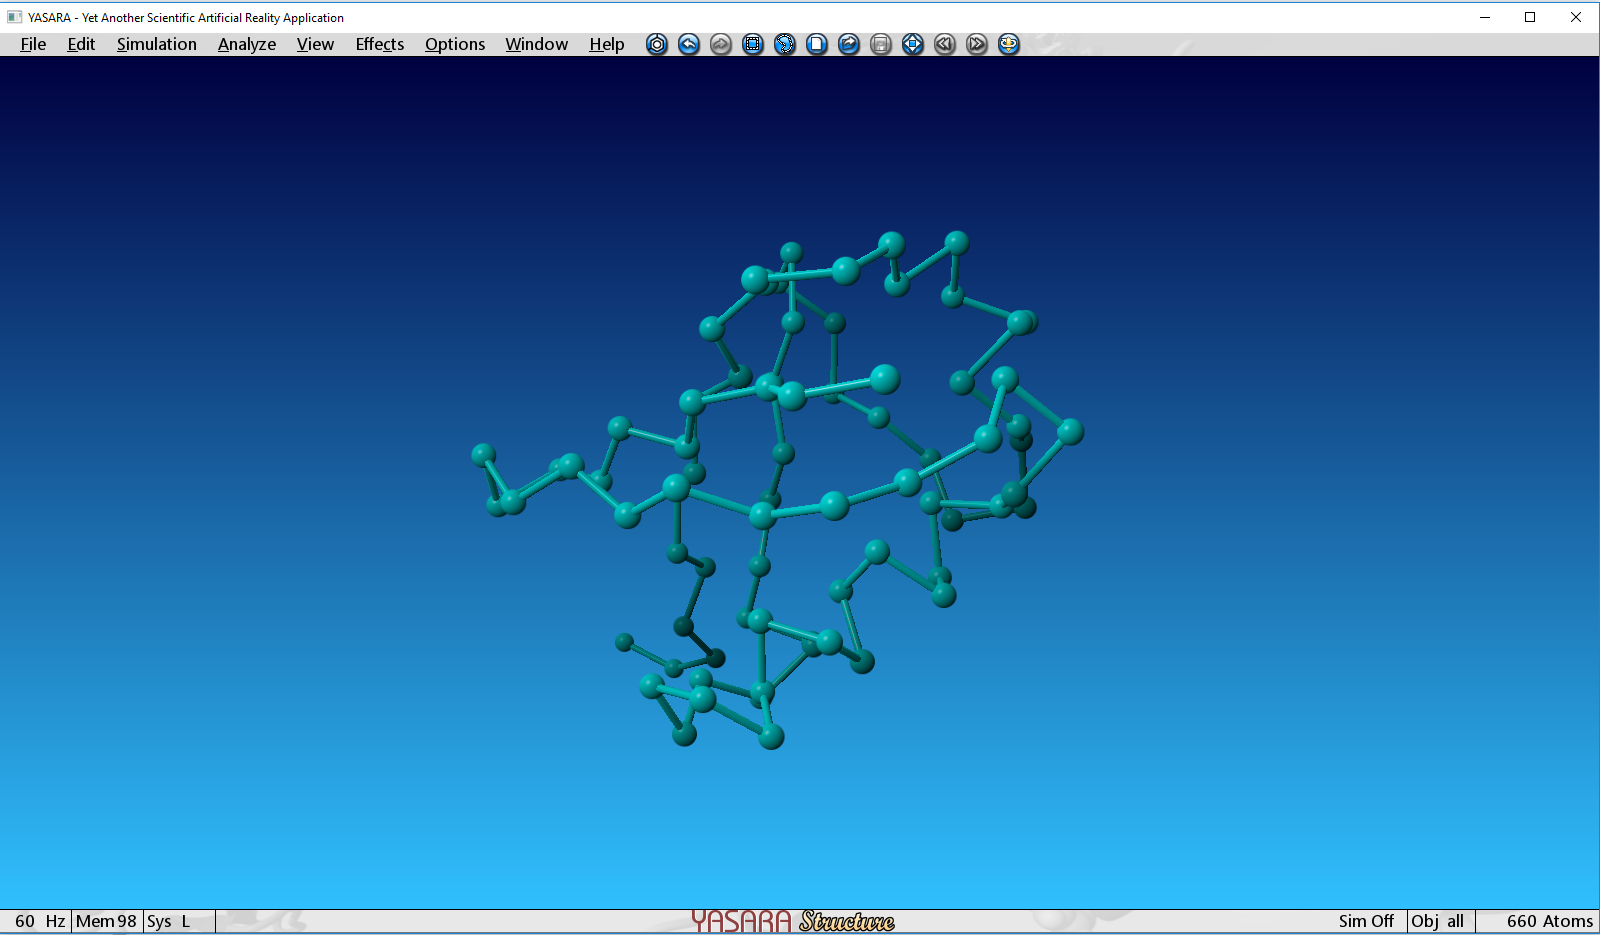 YASARA - Yet Another Scientific Artificial Reality Application
File Edit Simulation Analyze View Effects Options Window Help
60 Hz Mem 98 Sys L YASARA Structure Sim Off Obj all 660 Atoms